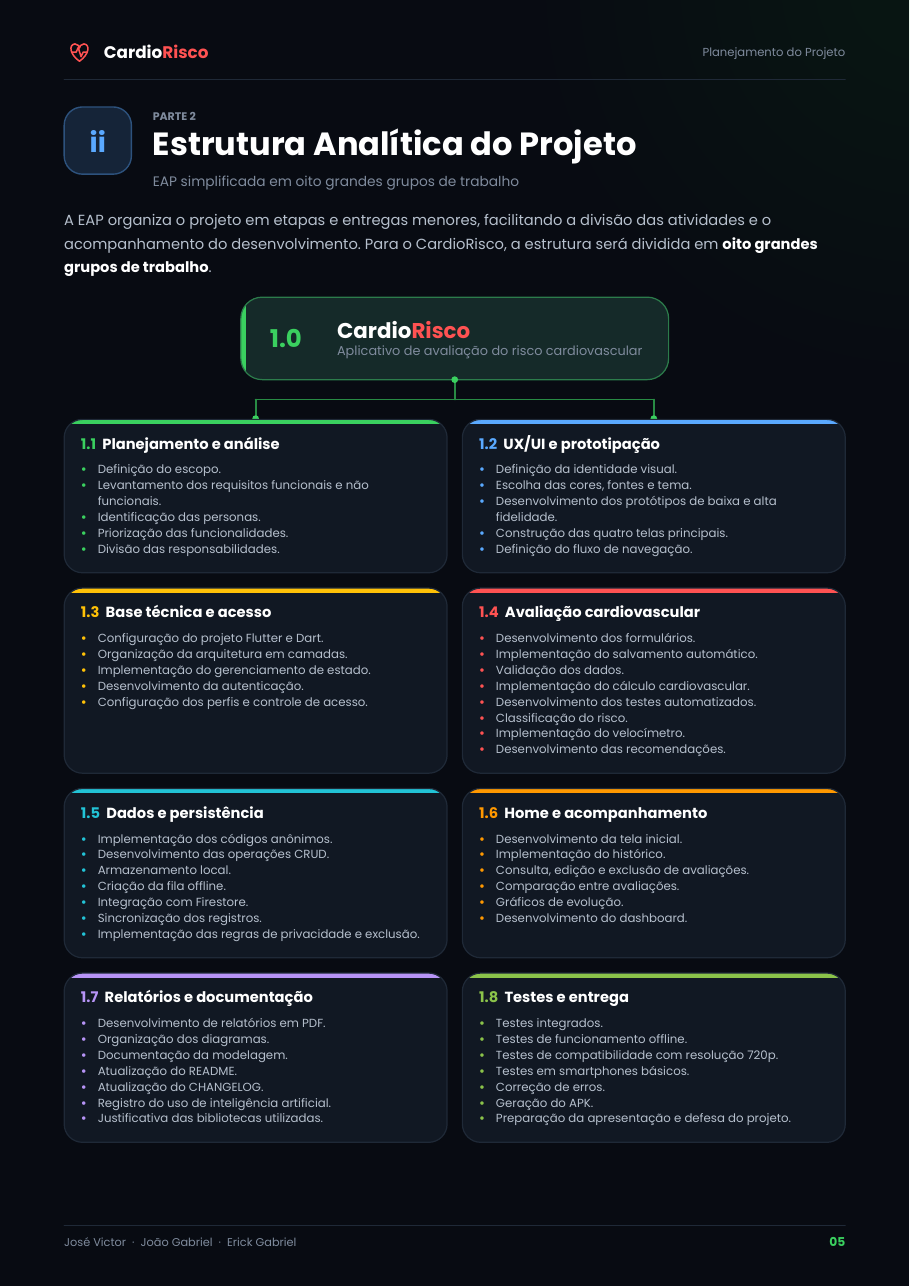 CardioRisco
Planejamento do Projeto
ii
PARTE 2
Estrutura Analítica do Projeto
EAP simplificada em oito grandes grupos de trabalho
A EAP organiza o projeto em etapas e entregas menores, facilitando a divisão das atividades e o
acompanhamento do desenvolvimento. Para o CardioRisco, a estrutura será dividida em oito grandes
grupos de trabalho.
1.0
CardioRisco
Aplicativo de avaliação do risco cardiovascular
1.1 Planejamento e análise
• Definição do escopo.
• Levantamento dos requisitos funcionais e não
funcionais.
• Identificação das personas.
• Priorização das funcionalidades.
• Divisão das responsabilidades.
1.2 UX/UI e prototipação
• Definição da identidade visual.
• Escolha das cores, fontes e tema.
• Desenvolvimento dos protótipos de baixa e alta
fidelidade.
• Construção das quatro telas principais.
• Definição do fluxo de navegação.
1.3 Base técnica e acesso
• Configuração do projeto Flutter e Dart.
• Organização da arquitetura em camadas.
• Implementação do gerenciamento de estado.
• Desenvolvimento da autenticação.
• Configuração dos perfis e controle de acesso.
1.4 Avaliação cardiovascular
• Desenvolvimento dos formulários.
• Implementação do salvamento automático.
• Validação dos dados.
• Implementação do cálculo cardiovascular.
• Desenvolvimento dos testes automatizados.
• Classificação do risco.
• Implementação do velocímetro.
• Desenvolvimento das recomendações.
1.5 Dados e persistência
• Implementação dos códigos anônimos.
• Desenvolvimento das operações CRUD.
• Armazenamento local.
• Criação da fila offline.
• Integração com Firestore.
• Sincronização dos registros.
• Implementação das regras de privacidade e exclusão.
1.6 Home e acompanhamento
• Desenvolvimento da tela inicial.
• Implementação do histórico.
• Consulta, edição e exclusão de avaliações.
• Comparação entre avaliações.
• Gráficos de evolução.
• Desenvolvimento do dashboard.
1.7 Relatórios e documentação
• Desenvolvimento de relatórios em PDF.
• Organização dos diagramas.
• Documentação da modelagem.
• Atualização do README.
• Atualização do CHANGELOG.
• Registro do uso de inteligência artificial.
• Justificativa das bibliotecas utilizadas.
1.8 Testes e entrega
• Testes integrados.
• Testes de funcionamento offline.
• Testes de compatibilidade com resolução 720p.
• Testes em smartphones básicos.
• Correção de erros.
• Geração do APK.
• Preparação da apresentação e defesa do projeto.
José Victor · João Gabriel · Erick Gabriel
05